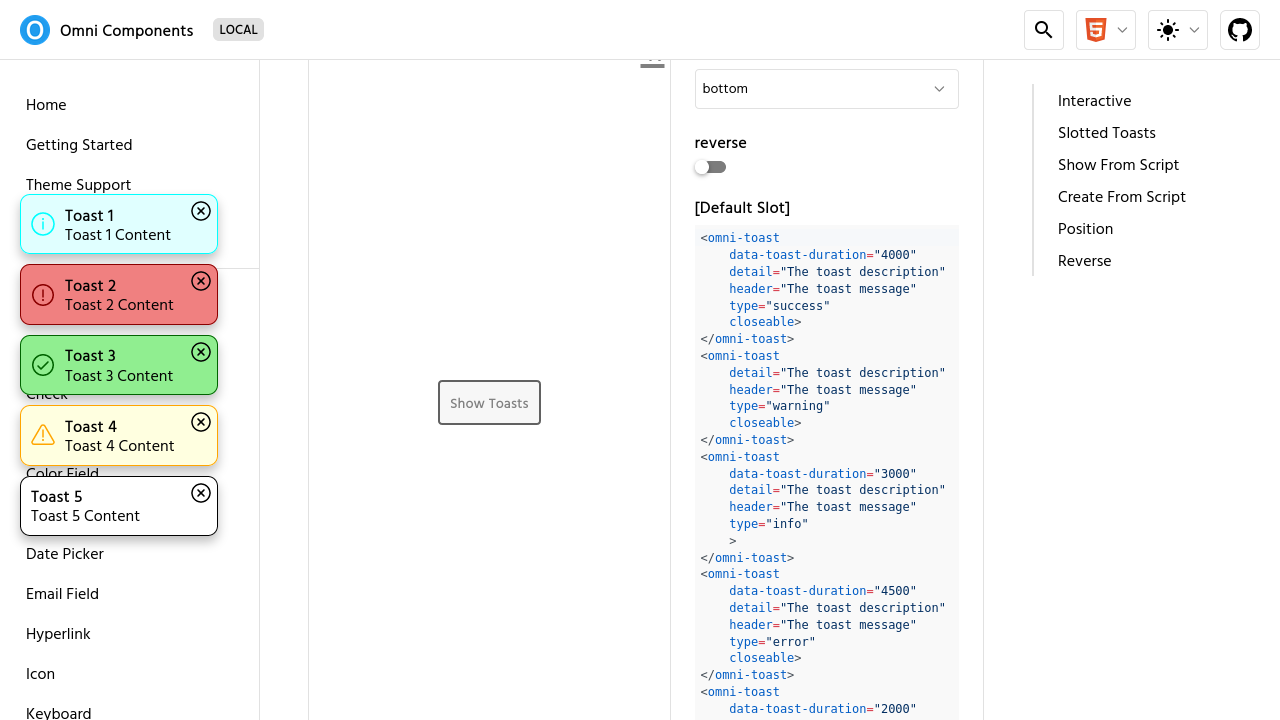 Omni Components
LOCAL
Home
Getting Started
Theme Support
Toast 1
Toast 1 Content
Toast 2
Toast 2 Content
Toast 3
Toast 3 Content
Check
Toast 4
Toast 4 Content
Color Field
Toast 5
Toast 5 Content
Date Picker
Email Field
Hyperlink
Icon
Keyboard
Show Toasts
bottom
reverse
[Default Slot]
<omni-toast
data-toast-duration="4000"
detail="The toast description"
header="The toast message"
type="success"
closeable>
</omni-toast>
<omni-toast
detail="The toast description"
header="The toast message"
type="warning"
closeable>
</omni-toast>
<omni-toast
data-toast-duration="3000"
detail="The toast description"
header="The toast message"
type="info"
>
</omni-toast>
<omni-toast
data-toast-duration="4500"
detail="The toast description"
header="The toast message"
type="error"
closeable>
</omni-toast>
<omni-toast
data-toast-duration="2000"
Interactive
Slotted Toasts
Show From Script
Create From Script
Position
Reverse